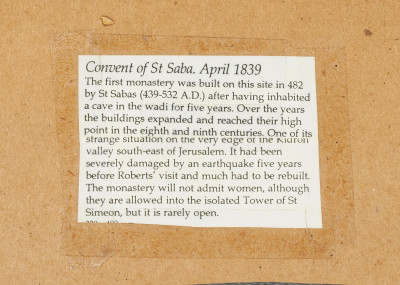 Convent of St Saba. April 1839
The first monastery was built on this site in 482
by St Sabas (439-532 A.D.) after having inhabited
a cave in the wadi for five years. Over the years
the buildings expanded and reached their high
point in the eighth and ninth centuries. One of its
strange situation on the very edge of the Kidron
valley south-east of Jerusalem. It had been
severely damaged by an earthquake five years
before Roberts' visit and much had to be rebuilt.
The monastery will not admit women, although
they are allowed into the isolated Tower of St
Simeon, but it is rarely open.